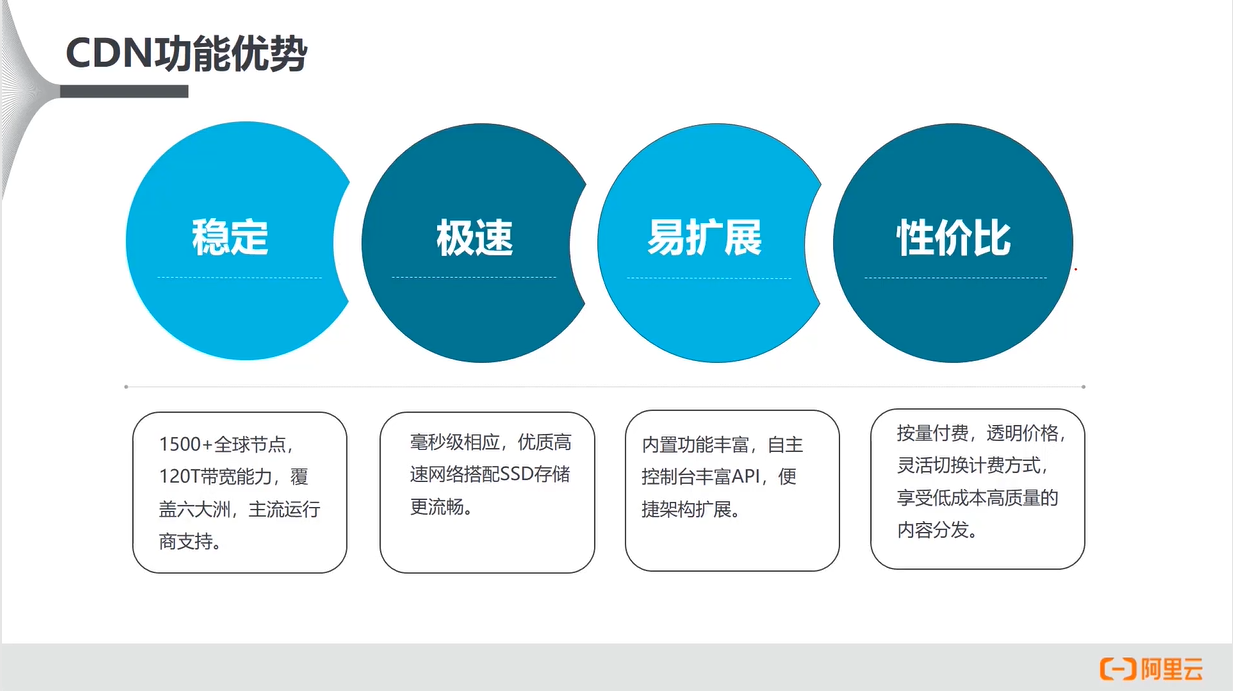 CDN功能优势
稳定
极速
易扩展
性价比
1500+全球节点，
120T带宽能力，覆
盖六大洲，主流运行
商支持。
毫秒级相应，优质高
速网络搭配SSD存储
更流畅。
内置功能丰富，自主
控制台丰富API，便
捷架构扩展。
按量付费，透明价格，
灵活切换计费方式，
享受低成本高质量的
内容分发。
阿里云